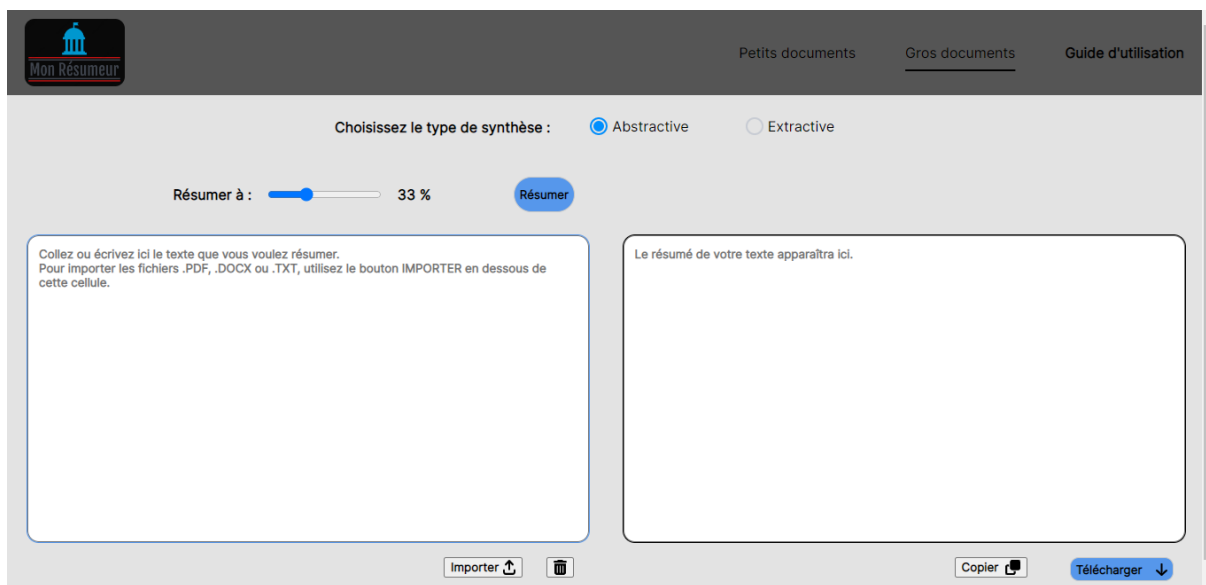 Mon Résumeur
Petits documents
Gros documents
Guide d'utilisation
Choisissez le type de synthèse :
Abstractive
Extractive
Résumer à :
33 %
Résumer
Collez ou écrivez ici le texte que vous voulez résumer.
Pour importer les fichiers .PDF, .DOCX ou .TXT, utilisez le bouton IMPORTER en dessous de
cette cellule.
Le résumé de votre texte apparaîtra ici.
Importer
Copier
Télécharger